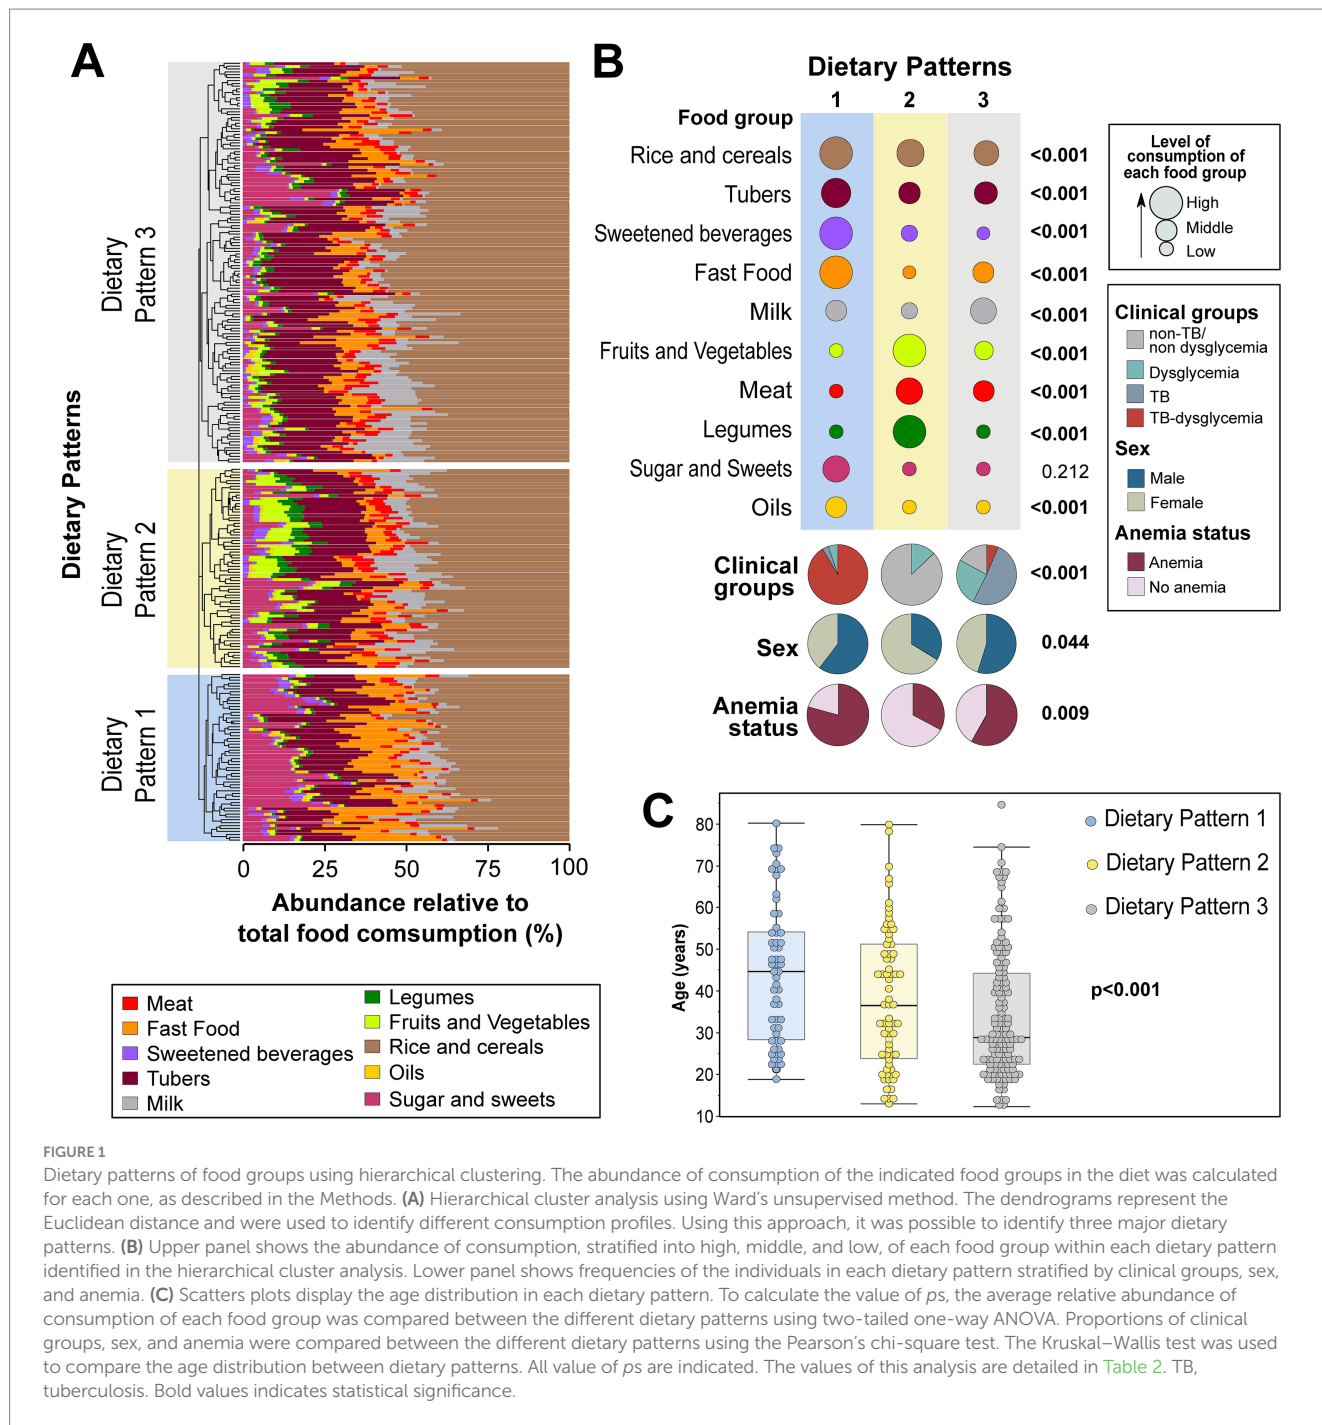 A
Dietary
Pattern 3
Dietary
Pattern 2
Dietary
Pattern 1
Dietary Patterns
0 25 50 75 100
Abundance relative to
total food comsumption (%)
Meat
Fast Food
Sweetened beverages
Tubers
Milk
Legumes
Fruits and Vegetables
Rice and cereals
Oils
Sugar and sweets
B
Dietary Patterns
1 2 3
Food group
Rice and cereals <0.001
Tubers <0.001
Sweetened beverages <0.001
Fast Food <0.001
Milk <0.001
Fruits and Vegetables <0.001
Meat <0.001
Legumes <0.001
Sugar and Sweets 0.212
Oils <0.001
Clinical
groups
<0.001
Sex 0.044
Anemia
status
0.009
Level of
consumption of
each food group
High
Middle
Low
Clinical groups
non-TB/
non dysglycemia
Dysglycemia
TB
TB-dysglycemia
Sex
Male
Female
Anemia status
Anemia
No anemia
C
Age (years)
80
70
60
50
40
30
20
10
Dietary Pattern 1
Dietary Pattern 2
Dietary Pattern 3
p<0.001
FIGURE 1
Dietary patterns of food groups using hierarchical clustering. The abundance of consumption of the indicated food groups in the diet was calculated
for each one, as described in the Methods. (A) Hierarchical cluster analysis using Ward's unsupervised method. The dendrograms represent the
Euclidean distance and were used to identify different consumption profiles. Using this approach, it was possible to identify three major dietary
patterns. (B) Upper panel shows the abundance of consumption, stratified into high, middle, and low, of each food group within each dietary pattern
identified in the hierarchical cluster analysis. Lower panel shows frequencies of the individuals in each dietary pattern stratified by clinical groups, sex,
and anemia. (C) Scatters plots display the age distribution in each dietary pattern. To calculate the value of ps, the average relative abundance of
consumption of each food group was compared between the different dietary patterns using two-tailed one-way ANOVA. Proportions of clinical
groups, sex, and anemia were compared between the different dietary patterns using the Pearson's chi-square test. The Kruskal–Wallis test was used
to compare the age distribution between dietary patterns. All value of ps are indicated. The values of this analysis are detailed in Table 2. TB,
tuberculosis. Bold values indicates statistical significance.